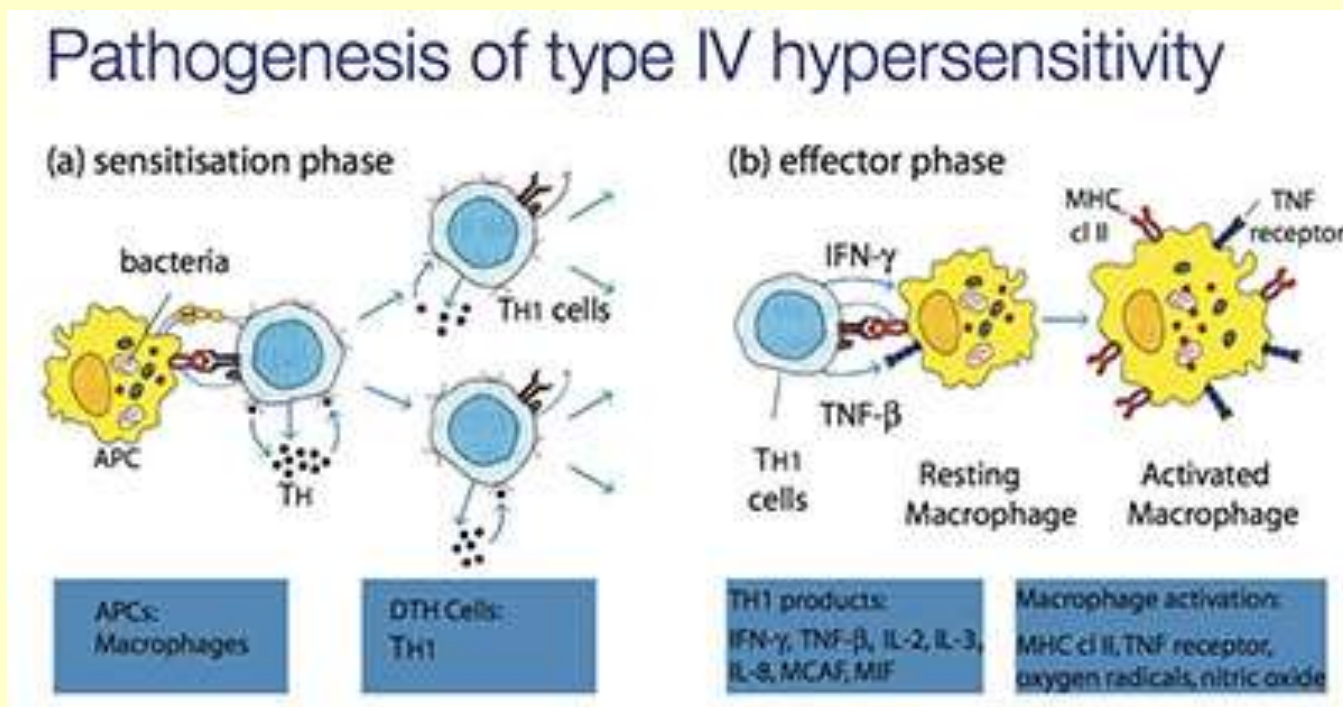 Pathogenesis of type IV hypersensitivity
(a) sensitisation phase
bacteria
APC
TH
TH1 cells
APCs:
Macrophages
DTH Cells:
TH1
(b) effector phase
MHC
cl II
TNF
receptor
IFN-γ
TNF-β
TH1
cells
Resting
Macrophage
Activated
Macrophage
TH1 products:
IFN-γ, TNF-β, IL-2, IL-3,
IL-8, MCAF, MIF
Macrophage activation:
MHC cl II, TNF receptor,
oxygen radicals, nitric oxide